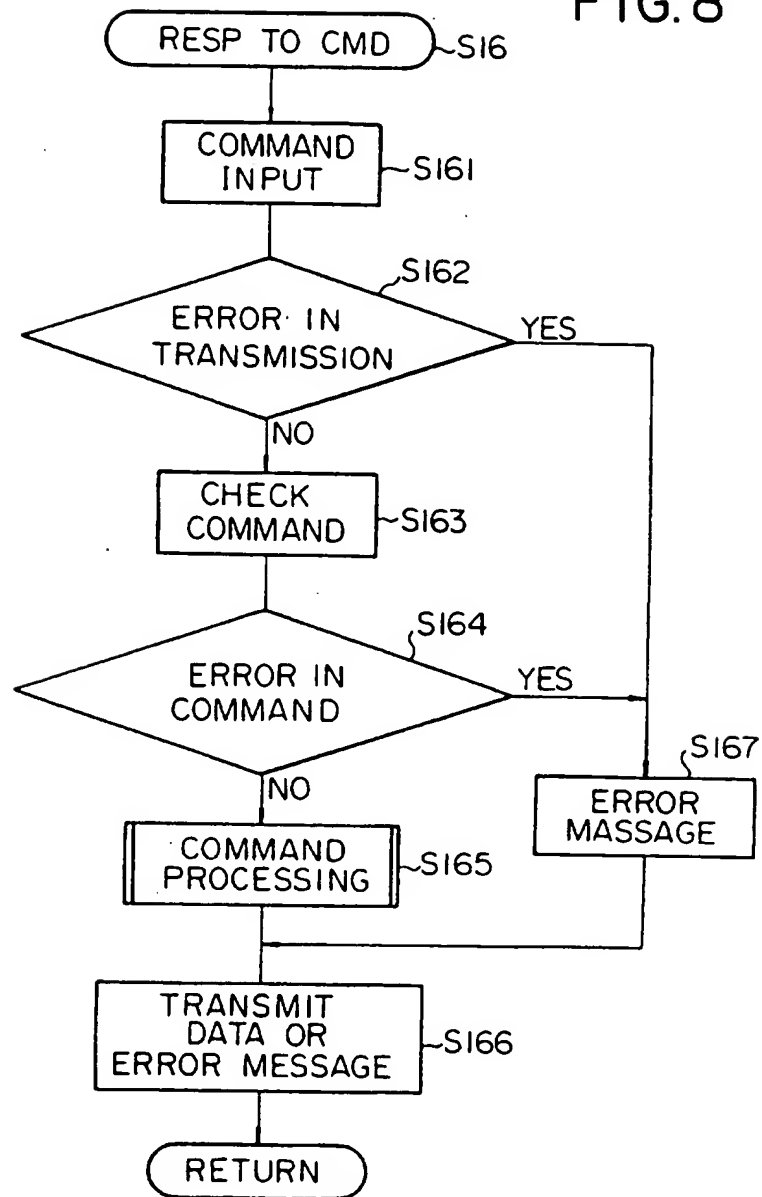 FIG. 8
RESP TO CMD
S16
COMMAND
INPUT
S161
S162
ERROR IN
TRANSMISSION
YES
NO
CHECK
COMMAND
S163
S164
ERROR IN
COMMAND
YES
NO
S167
ERROR
MASSAGE
COMMAND
PROCESSING
S165
TRANSMIT
DATA OR
ERROR MESSAGE
S166
RETURN